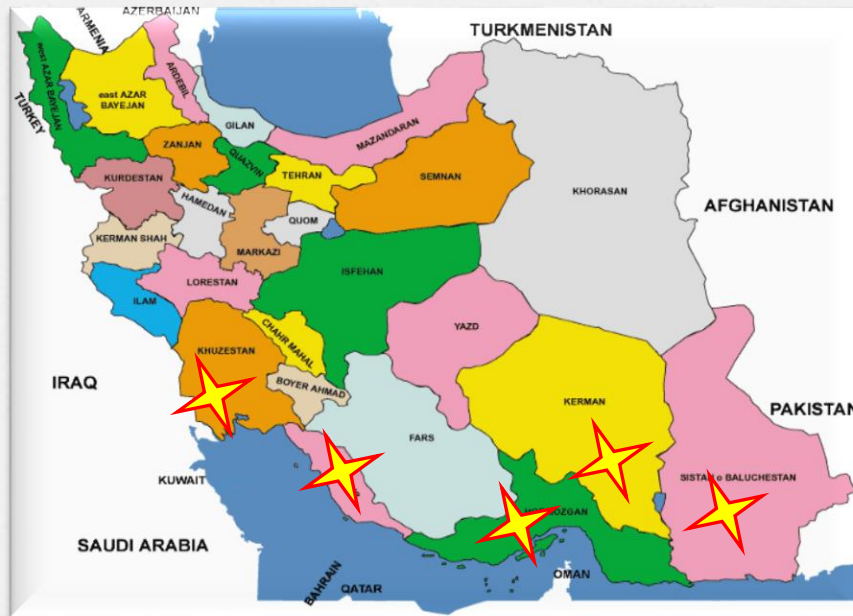 AZERBAIJAN
ARMENIA
TURKMENISTAN
west AZAR BAYEJAN
east AZAR
BAYEJAN
ARDEBIL
TURKEY
GILAN
MAZANDARAN
ZANJAN
QUAZVIN
TEHRAN
SEMNAN
KURDESTAN
HAMEDAN
KHORASAN
QUOM
AFGHANISTAN
KERMAN SHAH
MARKAZI
ISFEHAN
LORESTAN
ILAM
YAZD
CHAHR MAHAL
KHUZESTAN
IRAQ
BOYER AHMAD
KERMAN
PAKISTAN
FARS
KUWAIT
SISTAN o BALUCHESTAN
SAUDI ARABIA
BAHRAIN
QATAR
OMAN